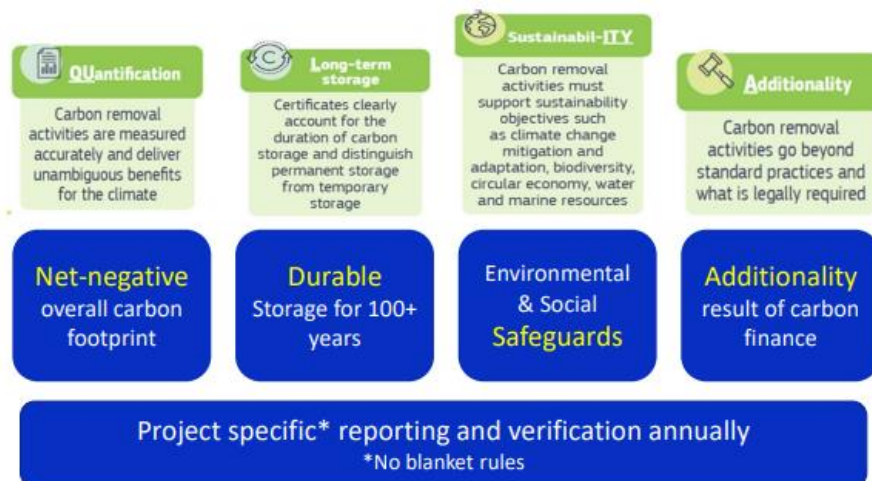 QUantification
Carbon removal
activities are measured
accurately and deliver
unambiguous benefits
for the climate
Long-term
storage
Certificates clearly
account for the
duration of carbon
storage and distinguish
permanent storage
from temporary
storage
Sustainabil-ITY
Carbon removal
activities must
support sustainability
objectives such
as climate change
mitigation and
adaptation, biodiversity,
circular economy, water
and marine resources
Additionality
Carbon removal
activities go beyond
standard practices and
what is legally required
Net-negative
overall carbon
footprint
Durable
Storage for 100+
years
Environmental
& Social
Safeguards
Additionality
result of carbon
finance
Project specific* reporting and verification annually
*No blanket rules